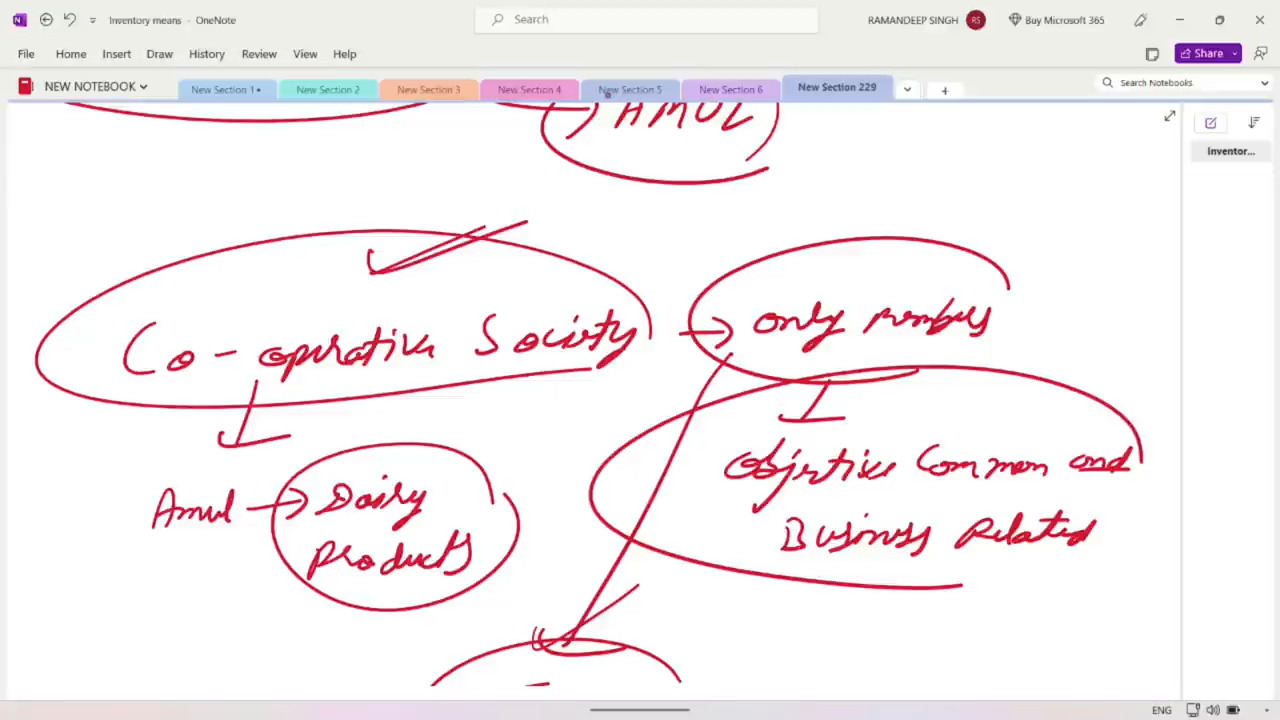 Inventory means - OneNote
Search
RAMANDEEP SINGH RS Buy Microsoft 365
File Home Insert Draw History Review View Help
Share
NEW NOTEBOOK New Section 1 New Section 2 New Section 3 New Section 4 New Section 5 New Section 6 New Section 229
Search Notebooks
Inventor...
AMUL
Co-operative Society → only members
Objective Common and
Business Related
Amul → Dairy
Products
ENG